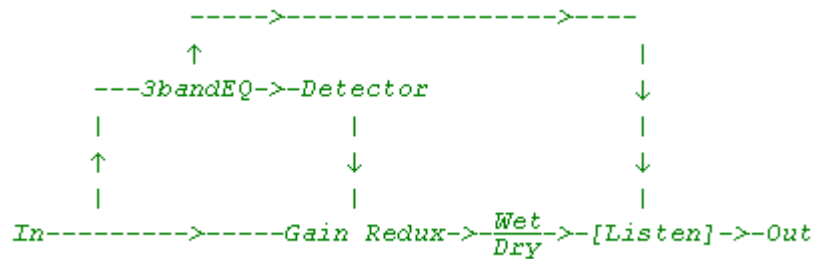 ----->------------------>----
↑ |
---3bandEQ->-Detector ↓
| | |
↑ ↓ ↓
| | |
In--------->-----Gain Redux->-Wet/Dry->-[Listen]->-Out